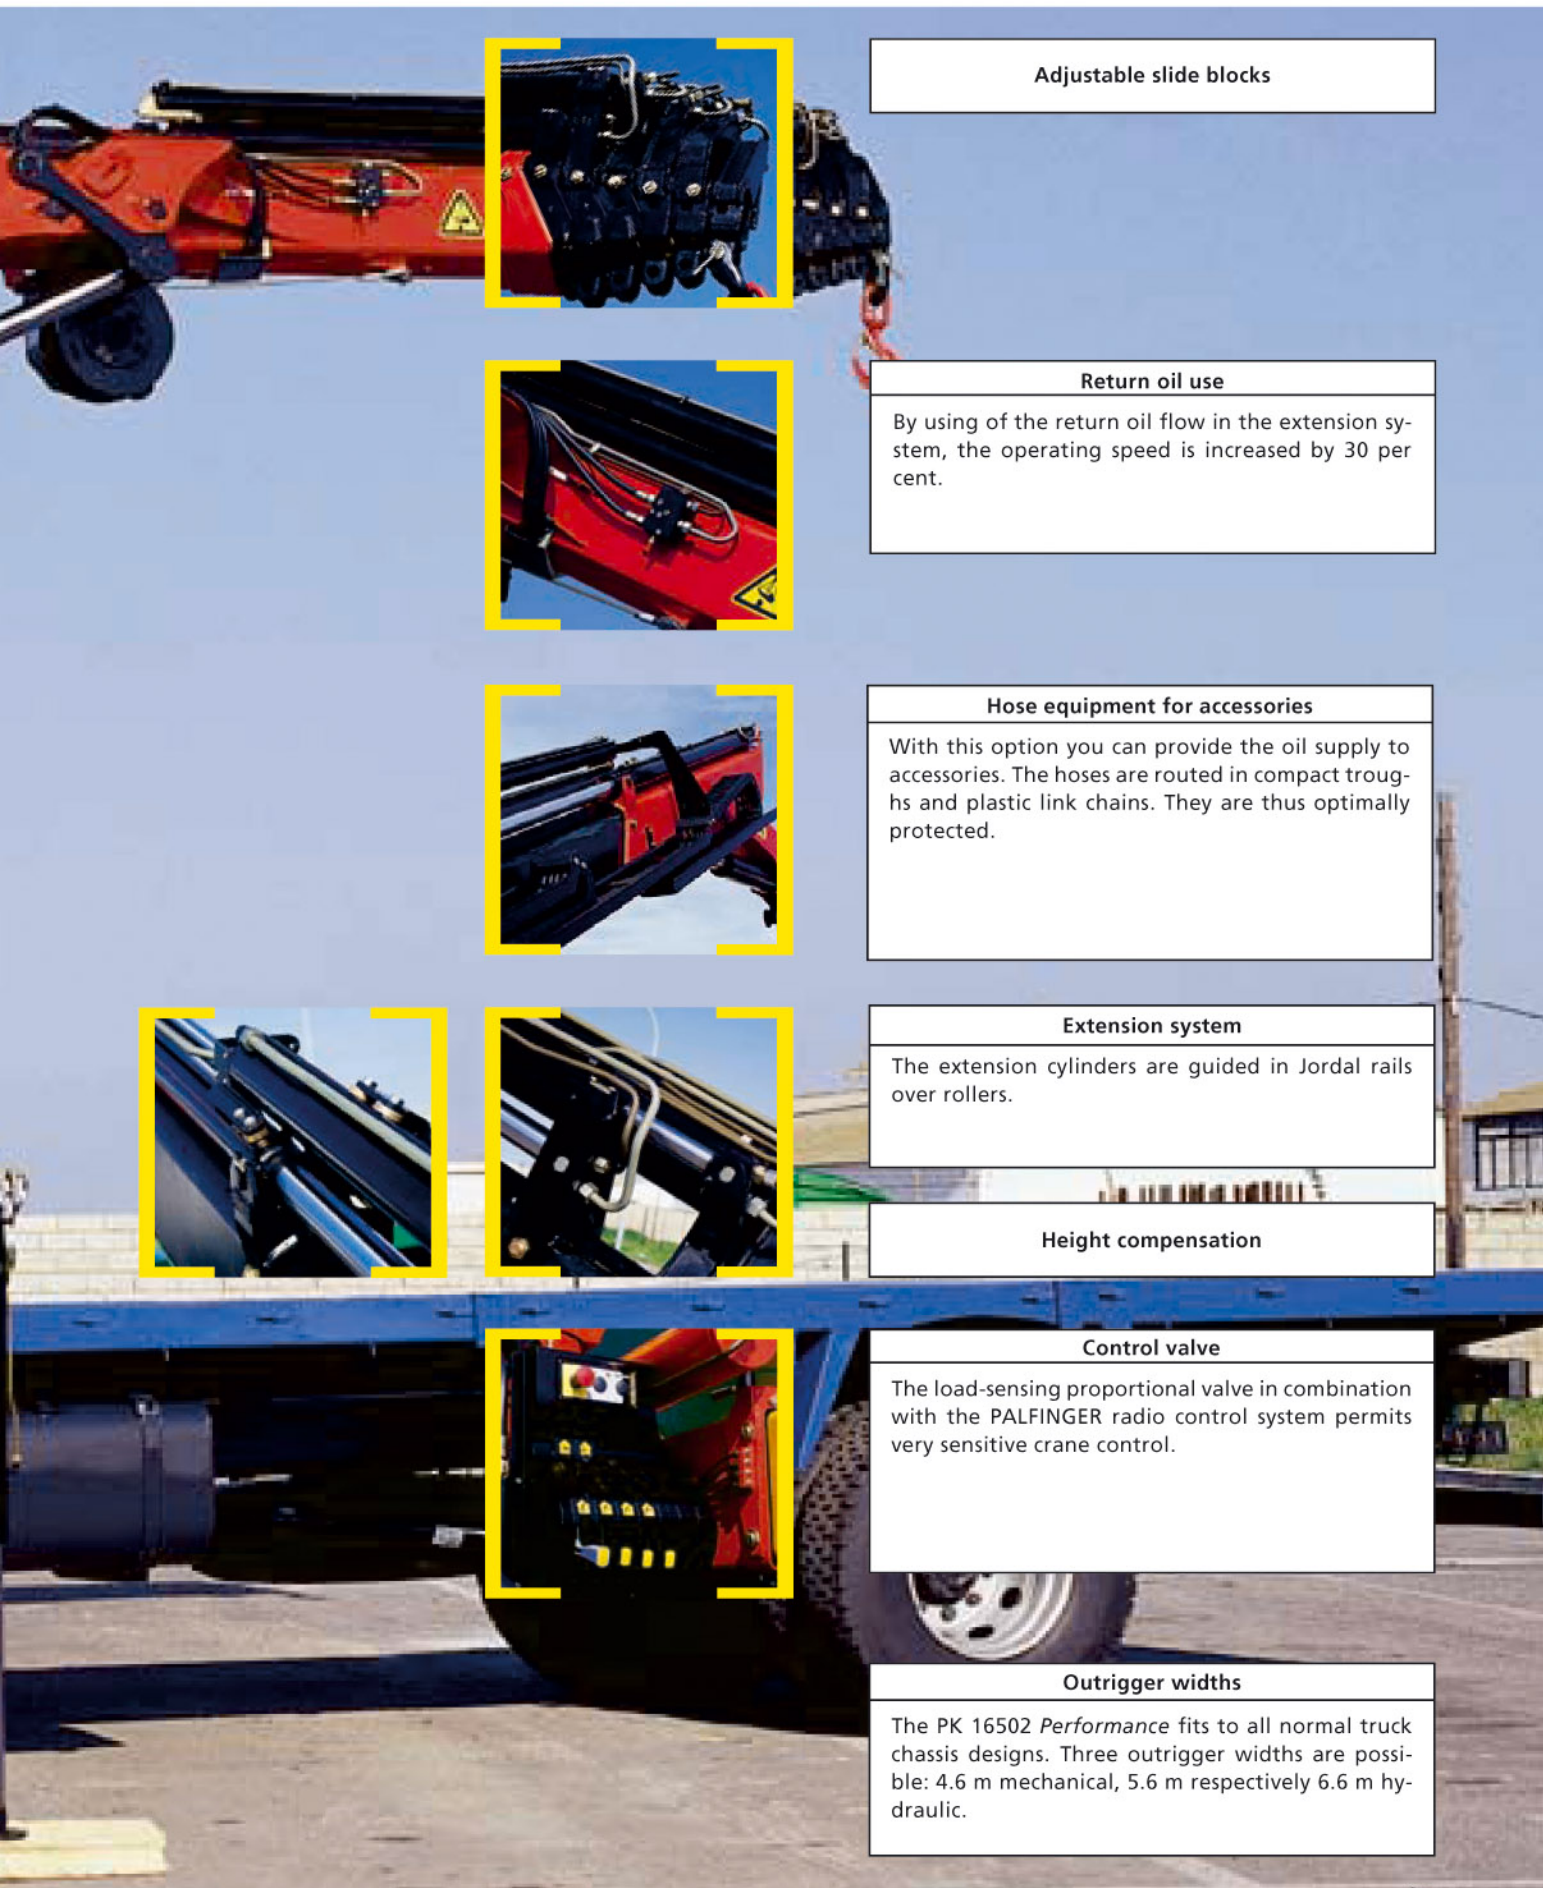 Adjustable slide blocks
Return oil use
By using of the return oil flow in the extension sy-
stem, the operating speed is increased by 30 per
cent.
Hose equipment for accessories
With this option you can provide the oil supply to
accessories. The hoses are routed in compact troug-
hs and plastic link chains. They are thus optimally
protected.
Extension system
The extension cylinders are guided in Jordal rails
over rollers.
Height compensation
Control valve
The load-sensing proportional valve in combination
with the PALFINGER radio control system permits
very sensitive crane control.
Outrigger widths
The PK 16502 Performance fits to all normal truck
chassis designs. Three outrigger widths are possi-
ble: 4.6 m mechanical, 5.6 m respectively 6.6 m hy-
draulic.